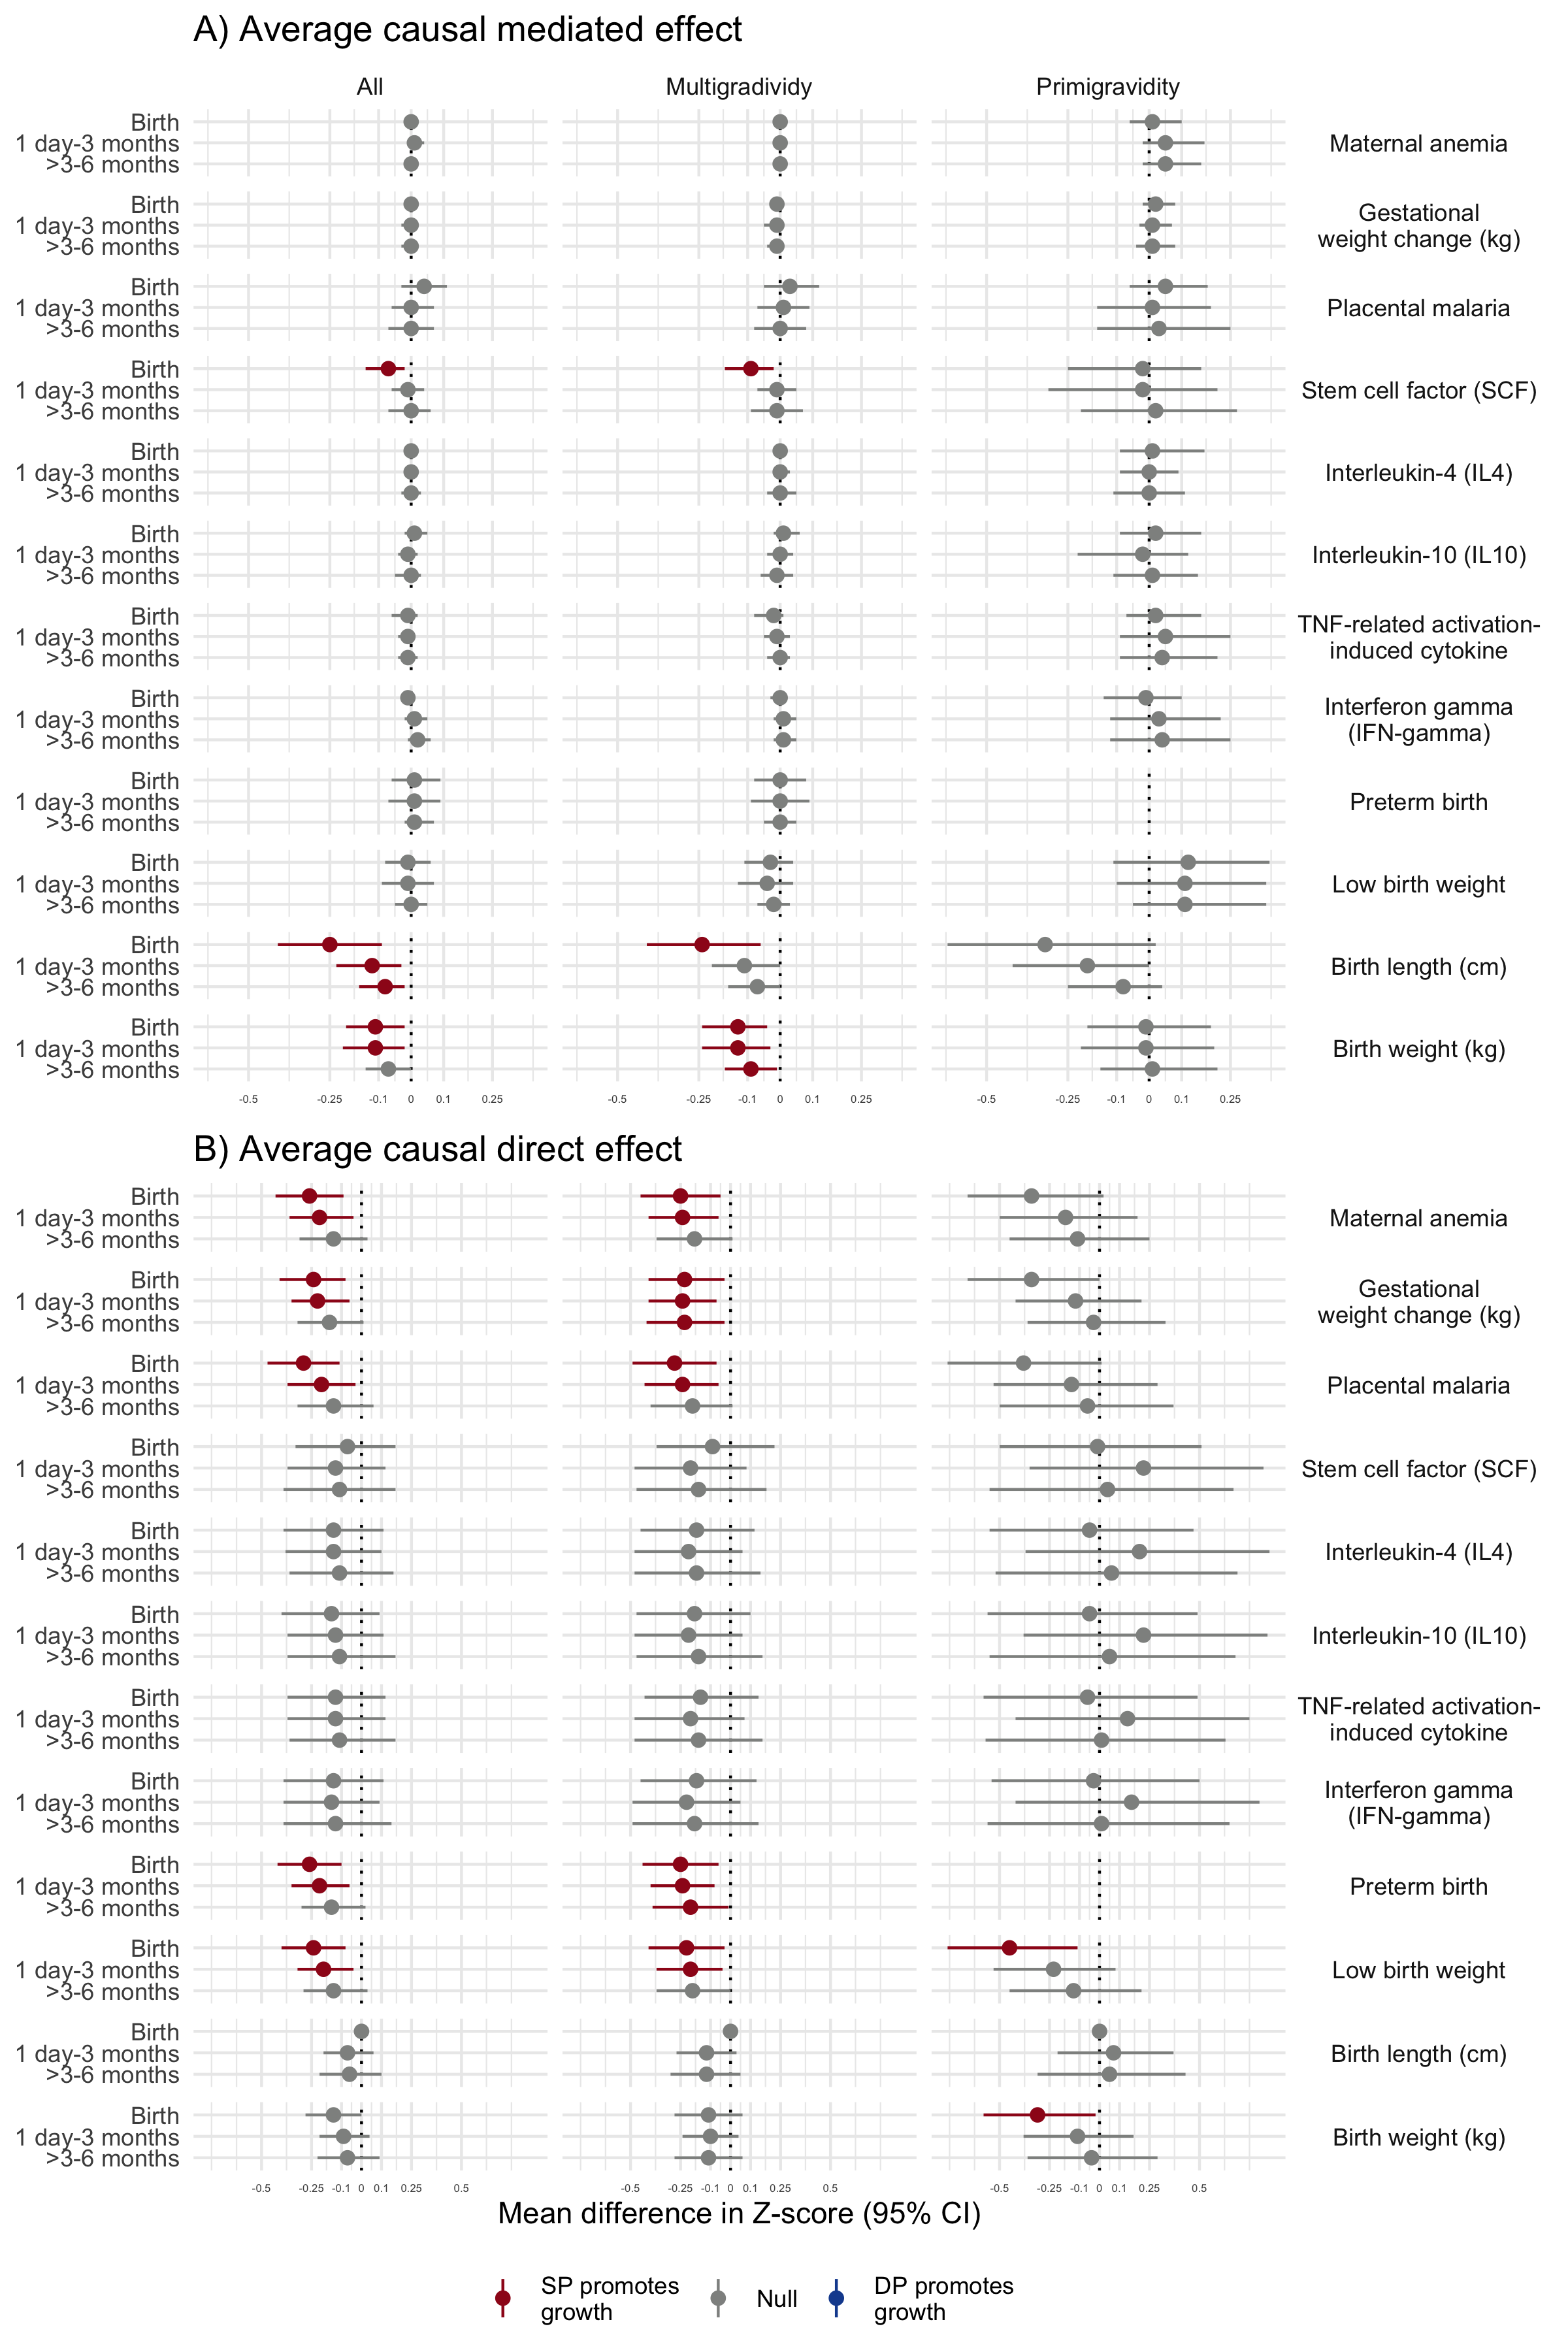 A) Average causal mediated effect
All Multigradividy Primigravidity
Birth
1 day-3 months
>3-6 months
Maternal anemia
Birth
1 day-3 months
>3-6 months
Gestational
weight change (kg)
Birth
1 day-3 months
>3-6 months
Placental malaria
Birth
1 day-3 months
>3-6 months
Stem cell factor (SCF)
Birth
1 day-3 months
>3-6 months
Interleukin-4 (IL4)
Birth
1 day-3 months
>3-6 months
Interleukin-10 (IL10)
Birth
1 day-3 months
>3-6 months
TNF-related activation-
induced cytokine
Birth
1 day-3 months
>3-6 months
Interferon gamma
(IFN-gamma)
Birth
1 day-3 months
>3-6 months
Preterm birth
Birth
1 day-3 months
>3-6 months
Low birth weight
Birth
1 day-3 months
>3-6 months
Birth length (cm)
Birth
1 day-3 months
>3-6 months
Birth weight (kg)
-0.5 -0.25 -0.1 0 0.1 0.25 -0.5 -0.25 -0.1 0 0.1 0.25 -0.5 -0.25 -0.1 0 0.1 0.25
B) Average causal direct effect
Birth
1 day-3 months
>3-6 months
Maternal anemia
Birth
1 day-3 months
>3-6 months
Gestational
weight change (kg)
Birth
1 day-3 months
>3-6 months
Placental malaria
Birth
1 day-3 months
>3-6 months
Stem cell factor (SCF)
Birth
1 day-3 months
>3-6 months
Interleukin-4 (IL4)
Birth
1 day-3 months
>3-6 months
Interleukin-10 (IL10)
Birth
1 day-3 months
>3-6 months
TNF-related activation-
induced cytokine
Birth
1 day-3 months
>3-6 months
Interferon gamma
(IFN-gamma)
Birth
1 day-3 months
>3-6 months
Preterm birth
Birth
1 day-3 months
>3-6 months
Low birth weight
Birth
1 day-3 months
>3-6 months
Birth length (cm)
Birth
1 day-3 months
>3-6 months
Birth weight (kg)
-0.5 -0.25 -0.1 0 0.1 0.25 0.5 -0.5 -0.25 -0.1 0 0.1 0.25 0.5 -0.5 -0.25 -0.1 0 0.1 0.25 0.5
Mean difference in Z-score (95% CI)
SP promotes
growth
Null
DP promotes
growth